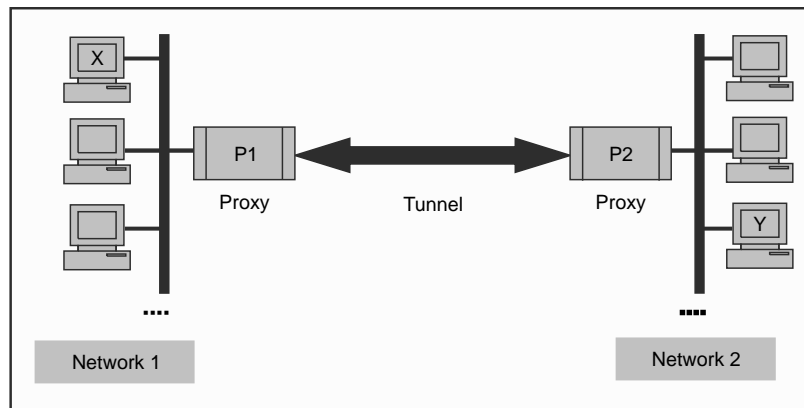 X
P1
P2
Proxy
Tunnel
Proxy
Y
....
....
Network 1
Network 2